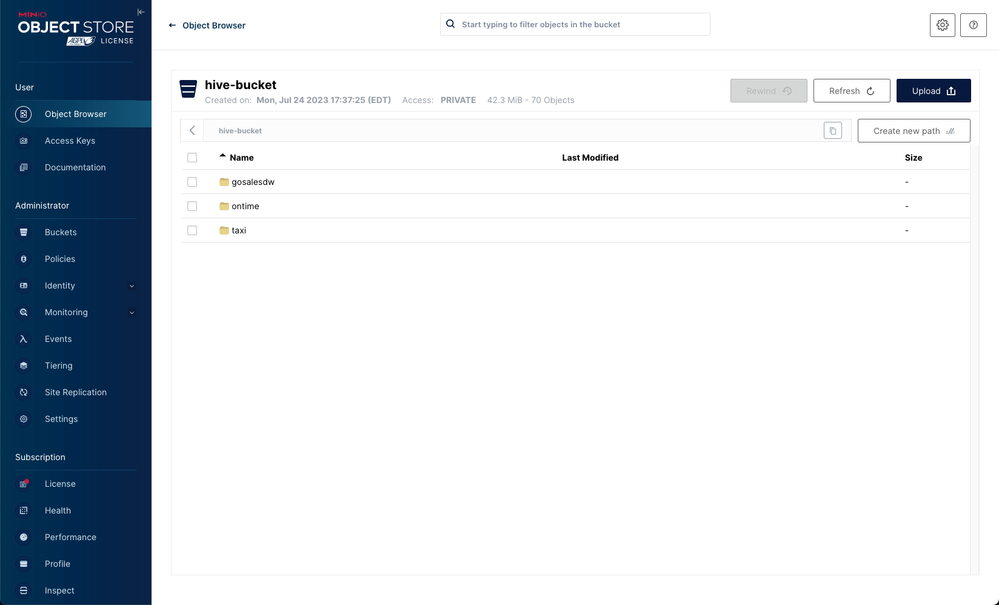 MINIO
OBJECT STORE
AGPL LICENSE
User
Object Browser
Access Keys
Documentation
Administrator
Buckets
Policies
Identity
Monitoring
Events
Tiering
Site Replication
Settings
Subscription
License
Health
Performance
Profile
Inspect
Object Browser
Start typing to filter objects in the bucket
hive-bucket
Created on: Mon, Jul 24 2023 17:37:25 (EDT) Access: PRIVATE 42.3 MiB - 70 Objects
Rewind
Refresh
Upload
hive-bucket
Create new path
Name Last Modified Size
gosalesdw -
ontime -
taxi -